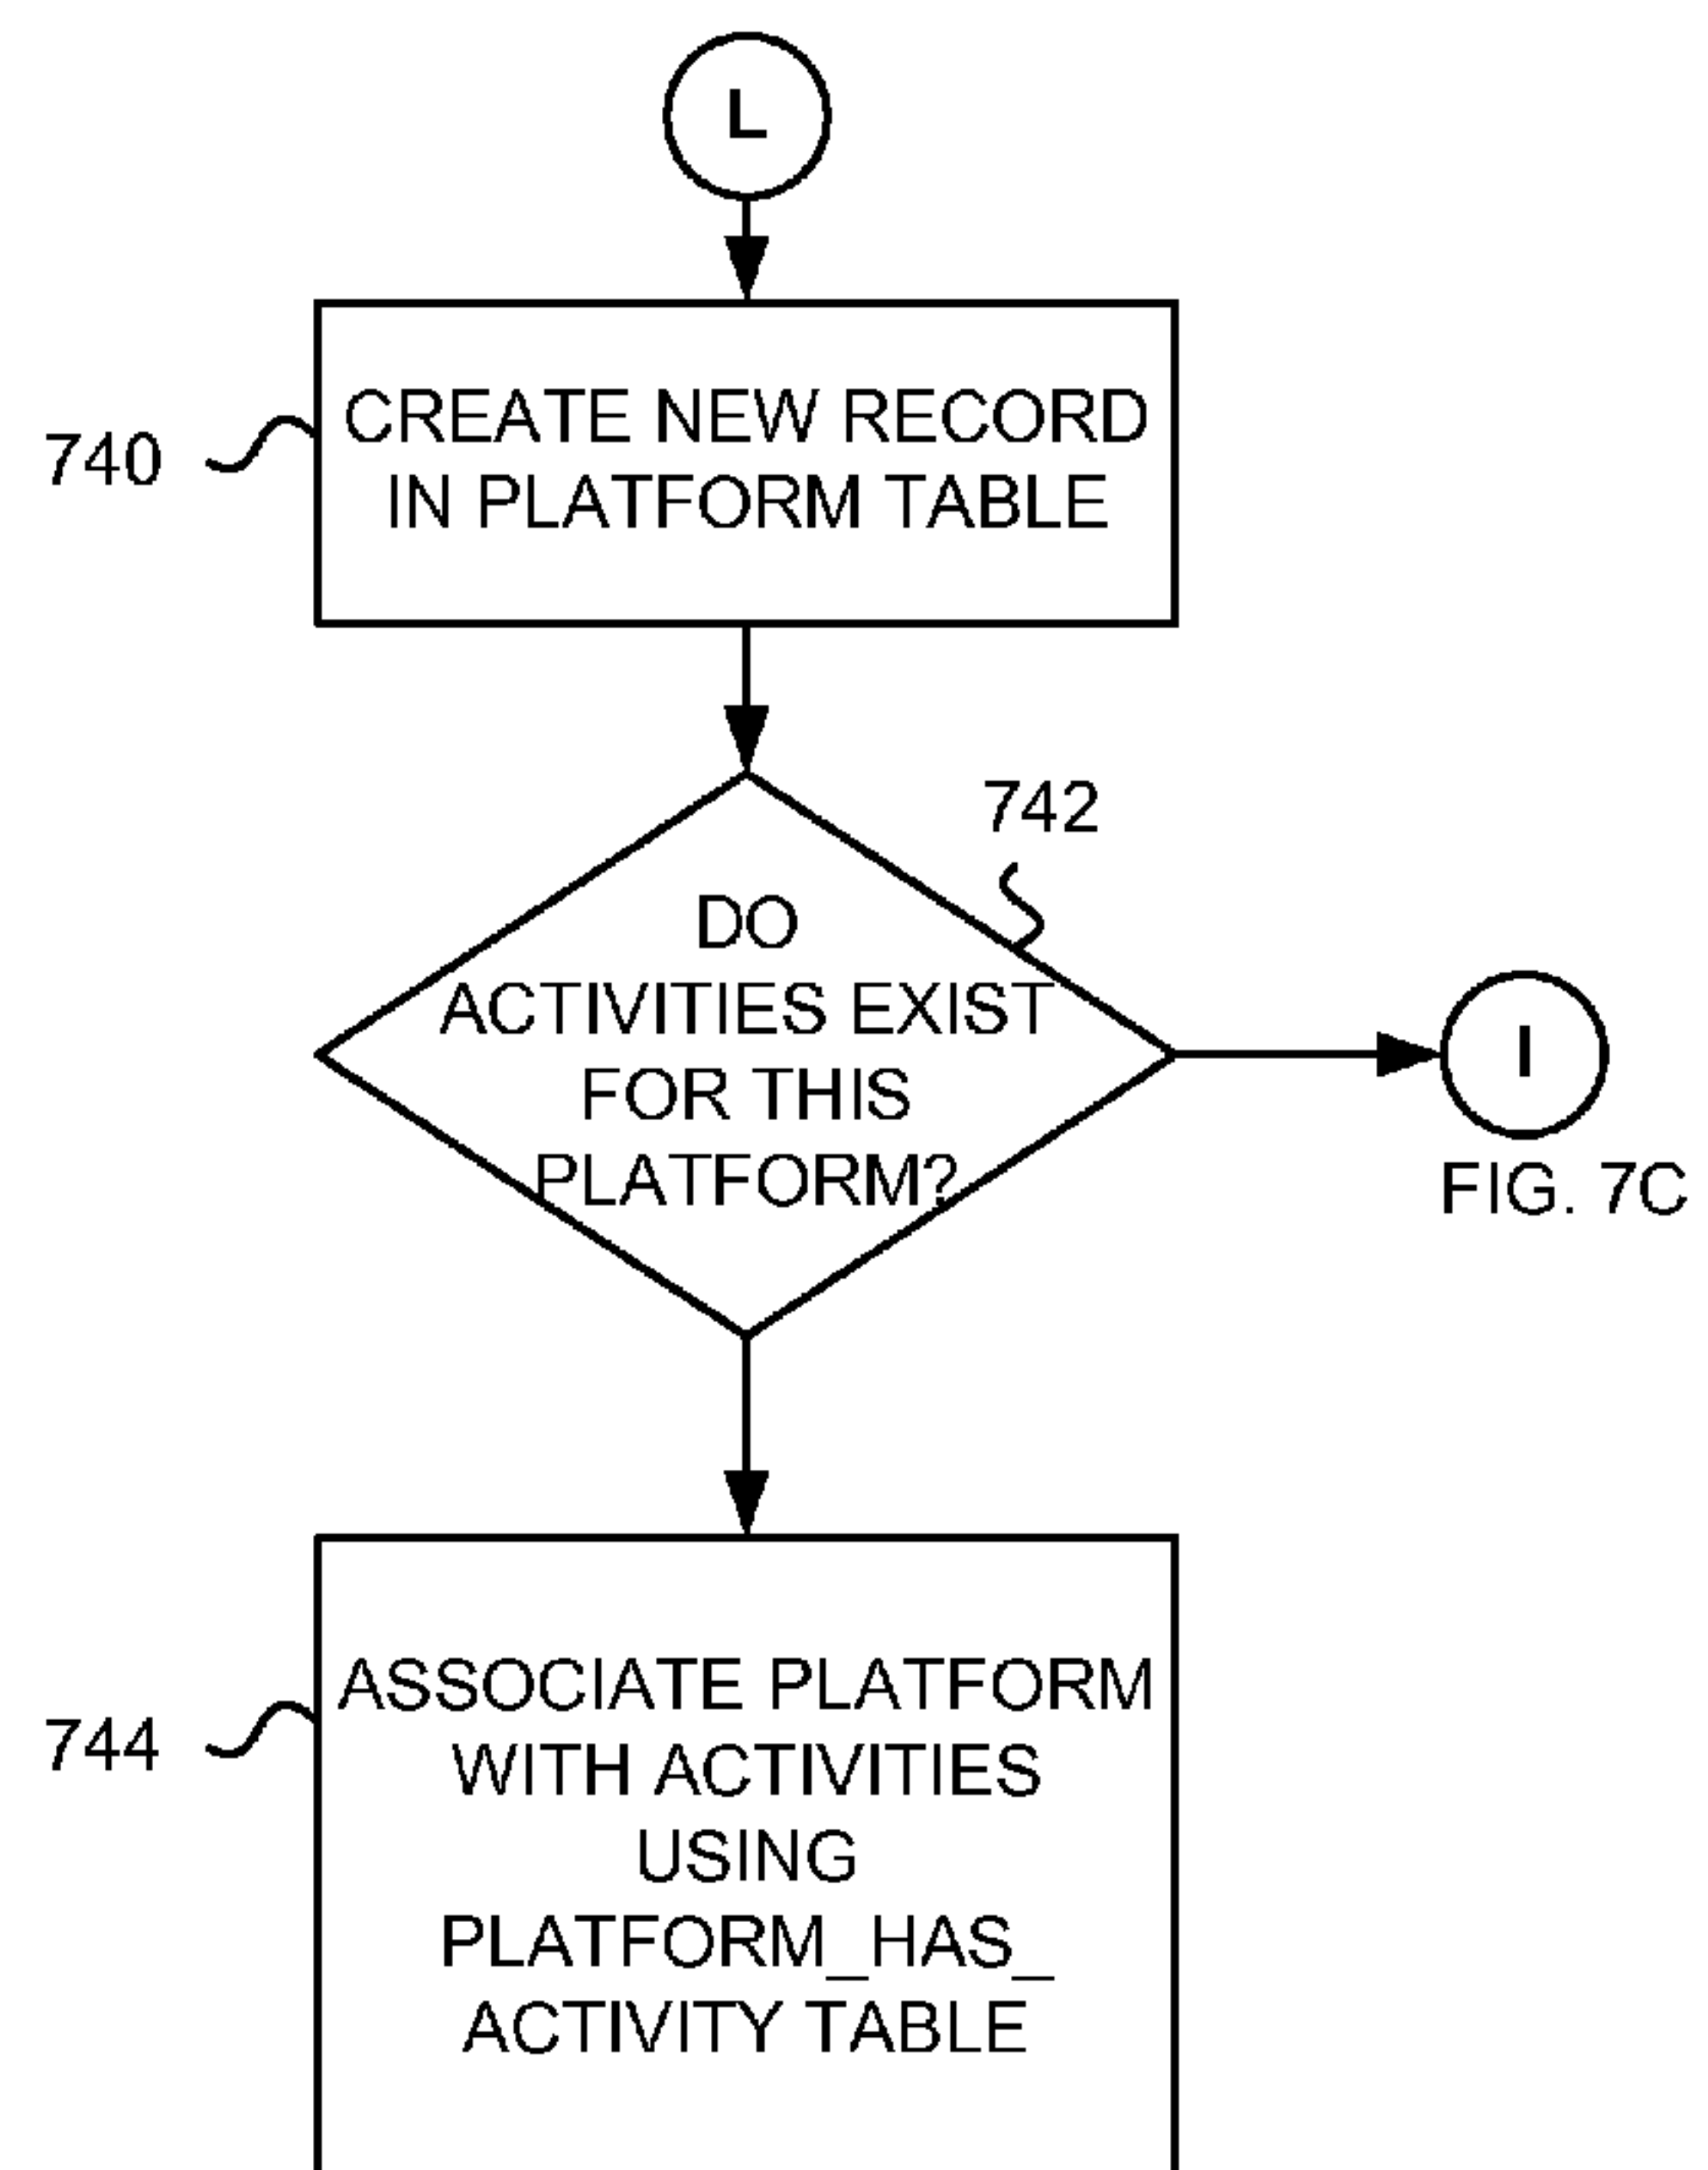 L
740
CREATE NEW RECORD
IN PLATFORM TABLE
742
DO
ACTIVITIES EXIST
FOR THIS
PLATFORM?
I
FIG. 7C
744
ASSOCIATE PLATFORM
WITH ACTIVITIES
USING
PLATFORM_HAS_
ACTIVITY TABLE